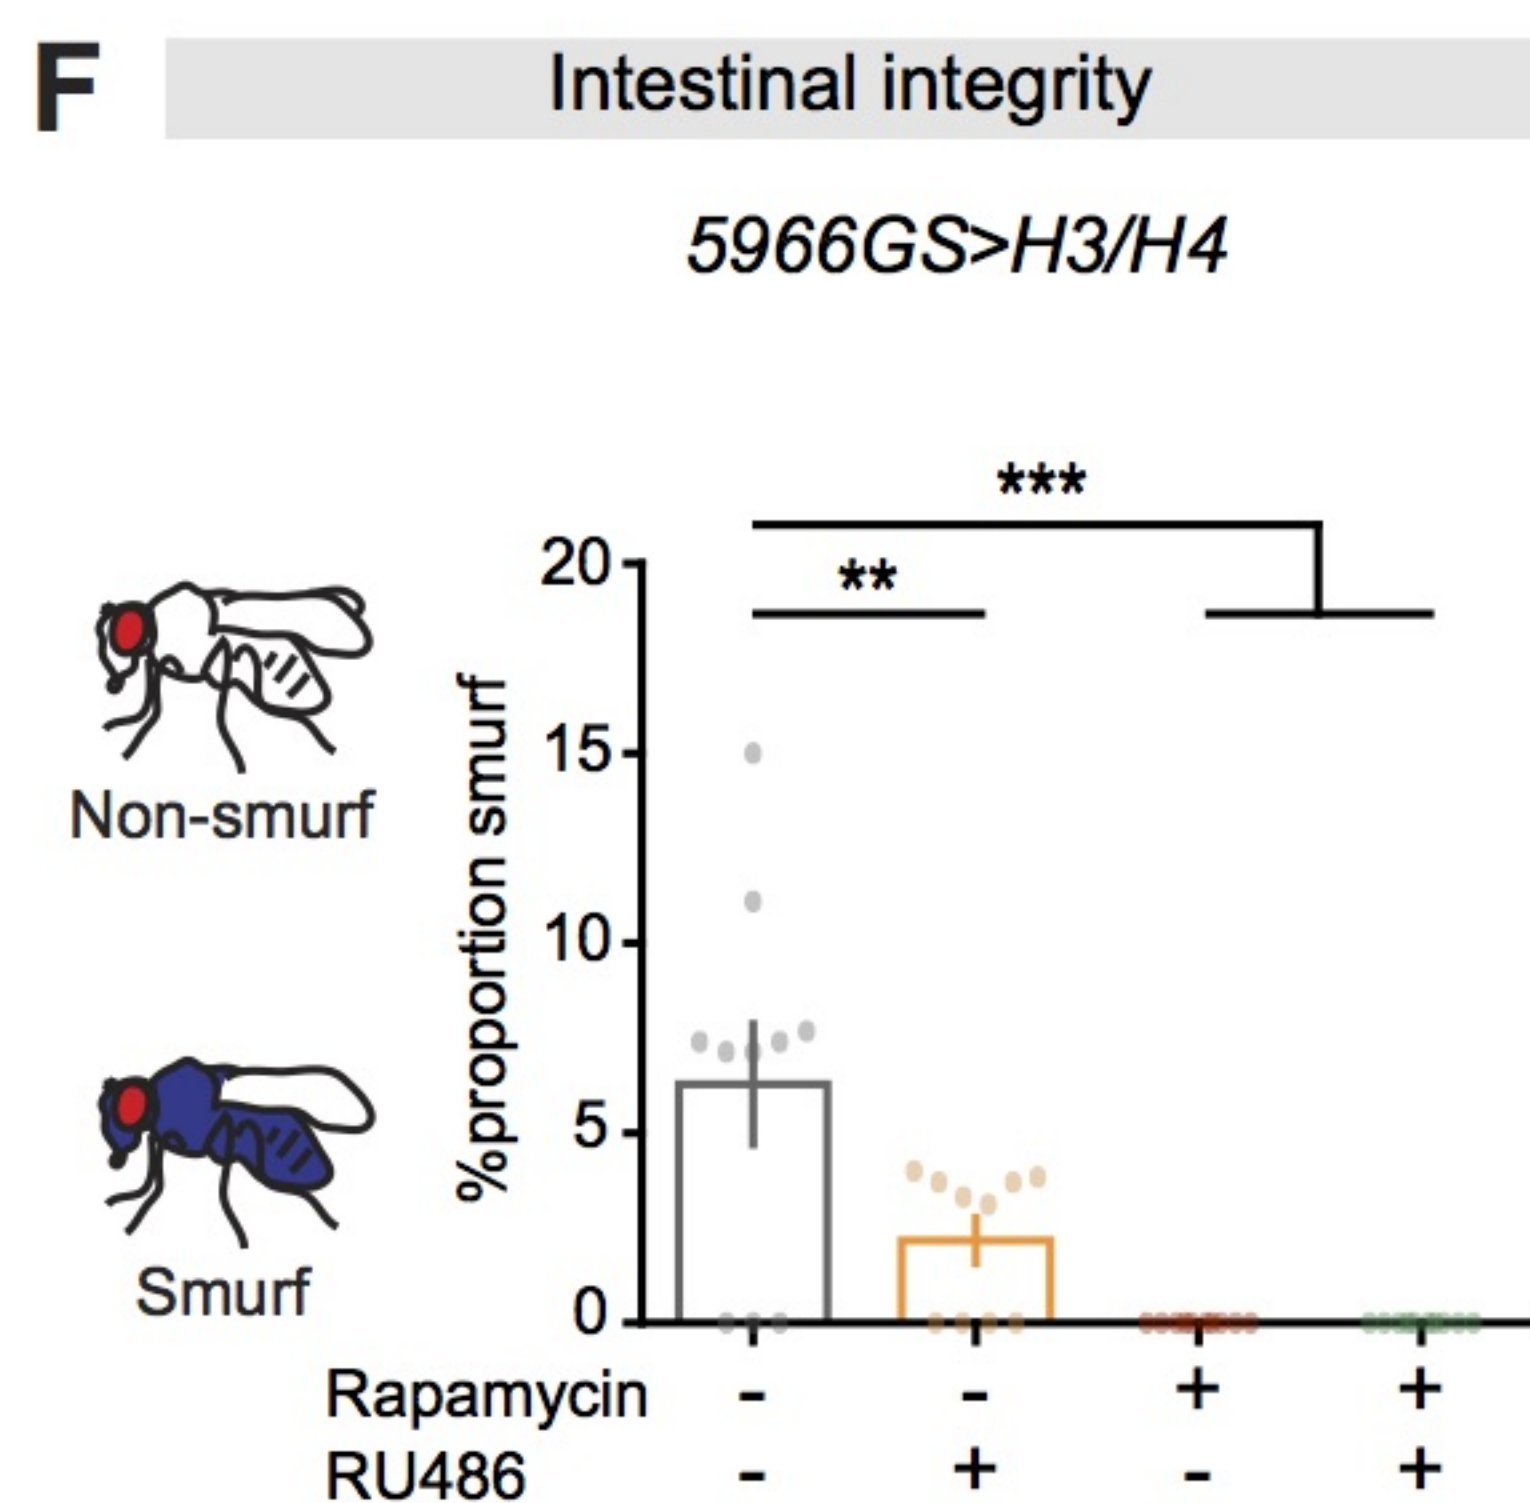 F
Intestinal integrity
5966GS>H3/H4
***
**
20
15
10
5
0
%proportion smurf
Non-smurf
Smurf
Rapamycin - - + +
RU486 - + - +